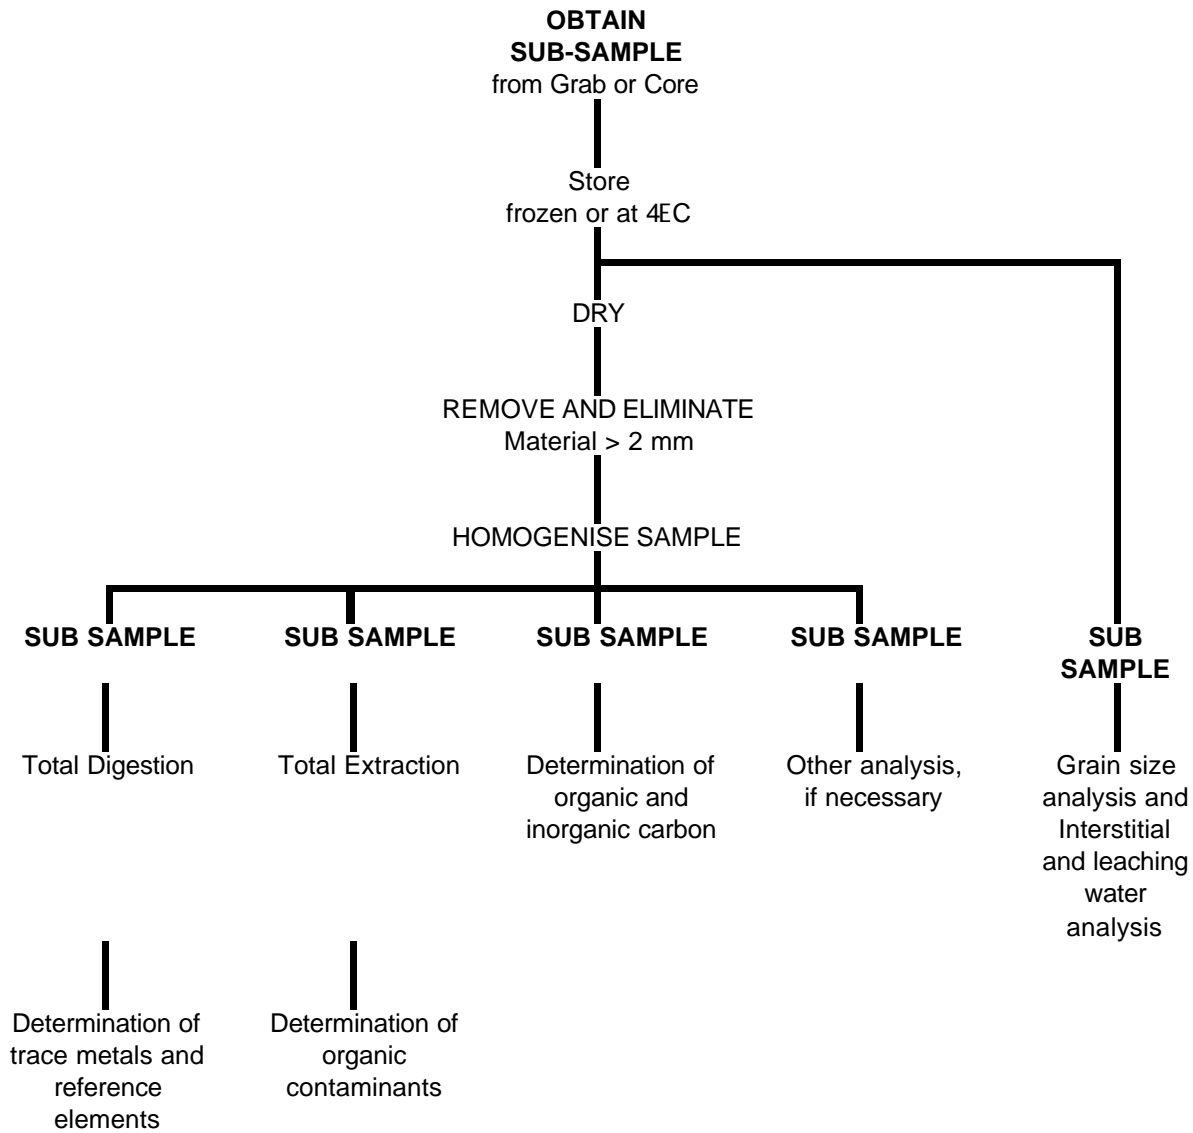 OBTAIN
SUB-SAMPLE
from Grab or Core
Store
frozen or at 4EC
DRY
REMOVE AND ELIMINATE
Material > 2 mm
HOMOGENISE SAMPLE
SUB SAMPLE
Total Digestion
Determination of
trace metals and
reference
elements
SUB SAMPLE
Total Extraction
Determination of
organic
contaminants
SUB SAMPLE
Determination of
organic and
inorganic carbon
SUB SAMPLE
Other analysis,
if necessary
SUB
SAMPLE
Grain size
analysis and
Interstitial
and leaching
water
analysis